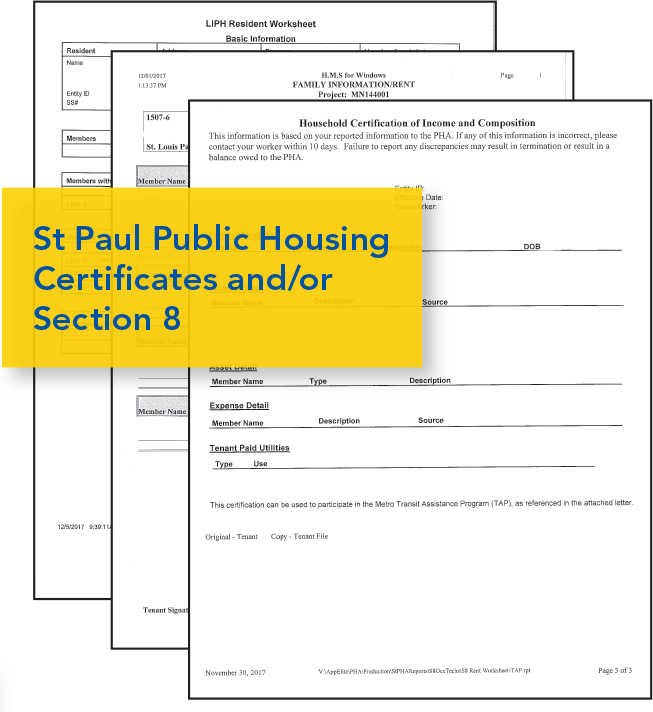 LIPH Resident Worksheet
Basic Information
Resident
Name
Entity ID
SS#
Members
Members with
Line A
12/5/2017 9:39:11
12/01/2017 H.M.S for Windows Page 1
1:13:37 PM FAMILY INFORMATION/RENT
Project: MN144001
1507-6
St. Louis Pa
Member Name
Member Name
Member Name
Tenant Signat
Household Certification of Income and Composition
This information is based on your reported information to the PHA. If any of this information is incorrect, please
contact your worker within 10 days. Failure to report any discrepancies may result in termination or result in a
balance owed to the PHA.
Entity ID:
Effective Date:
Caseworker:
DOB
Member Name Description Source
St Paul Public Housing
Certificates and/or
Section 8
Asset Detail
Member Name Type Description
Expense Detail
Member Name Description Source
Tenant Paid Utilities
Type Use
This certification can be used to participate in the Metro Transit Assistance Program (TAP), as referenced in the attached letter.
Original - Tenant Copy - Tenant File
November 30, 2017 V:\AppElite\PHA\Production\StPHAReports\S8OccTechs\S8 Rent Worksheet-TAP.rpt Page 3 of 3